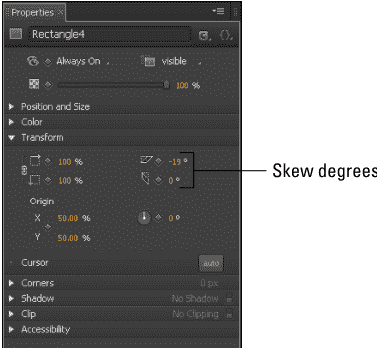 Properties ×
Rectangle4
Always On
visible
100 %
Position and Size
Color
Transform
100 %
-19 °
100 %
0 °
Skew degrees
Origin
X 50.00 %
0 °
Y 50.00 %
Cursor
auto
Corners
0 px
Shadow
No Shadow
Clip
No Clipping
Accessibility